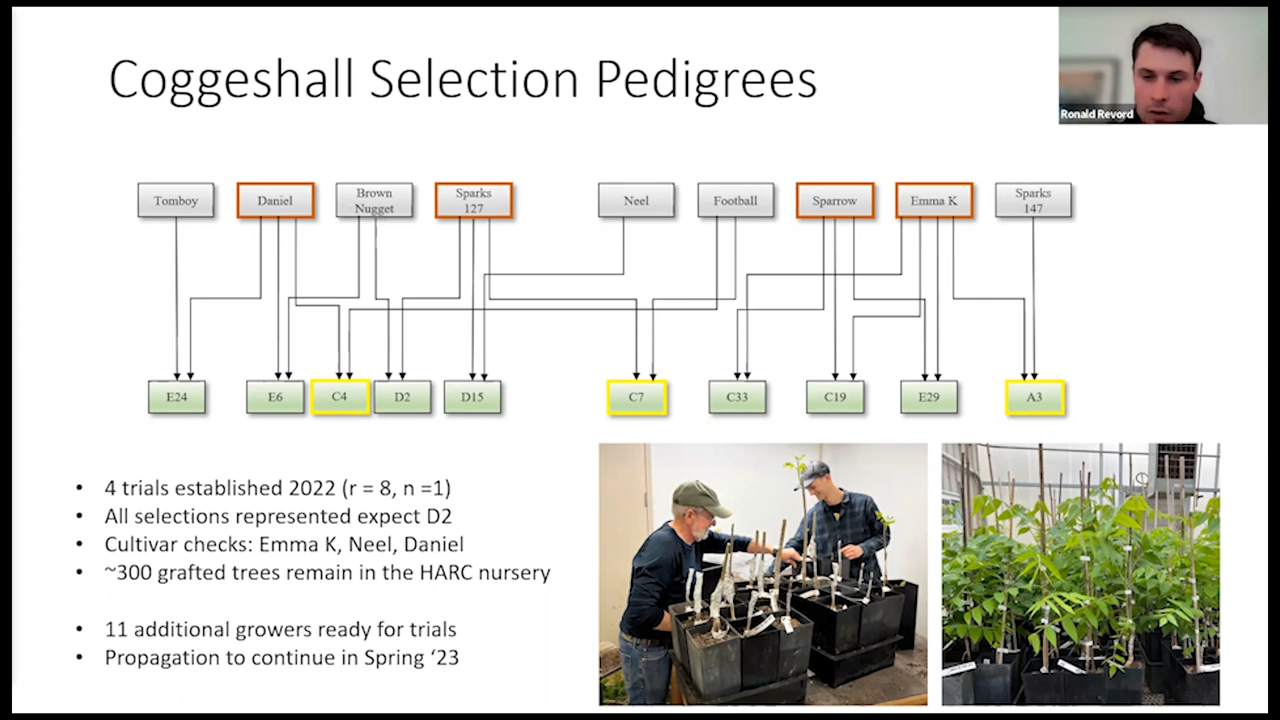 Coggeshall Selection Pedigrees
Ronald Revord
Tomboy
Daniel
Brown
Nugget
Sparks
127
Neel
Football
Sparrow
Emma K
Sparks
147
E24
E6
C4
D2
D15
C7
C33
C19
E29
A3
• 4 trials established 2022 (r = 8, n =1)
• All selections represented expect D2
• Cultivar checks: Emma K, Neel, Daniel
• ~300 grafted trees remain in the HARC nursery
• 11 additional growers ready for trials
• Propagation to continue in Spring ‘23